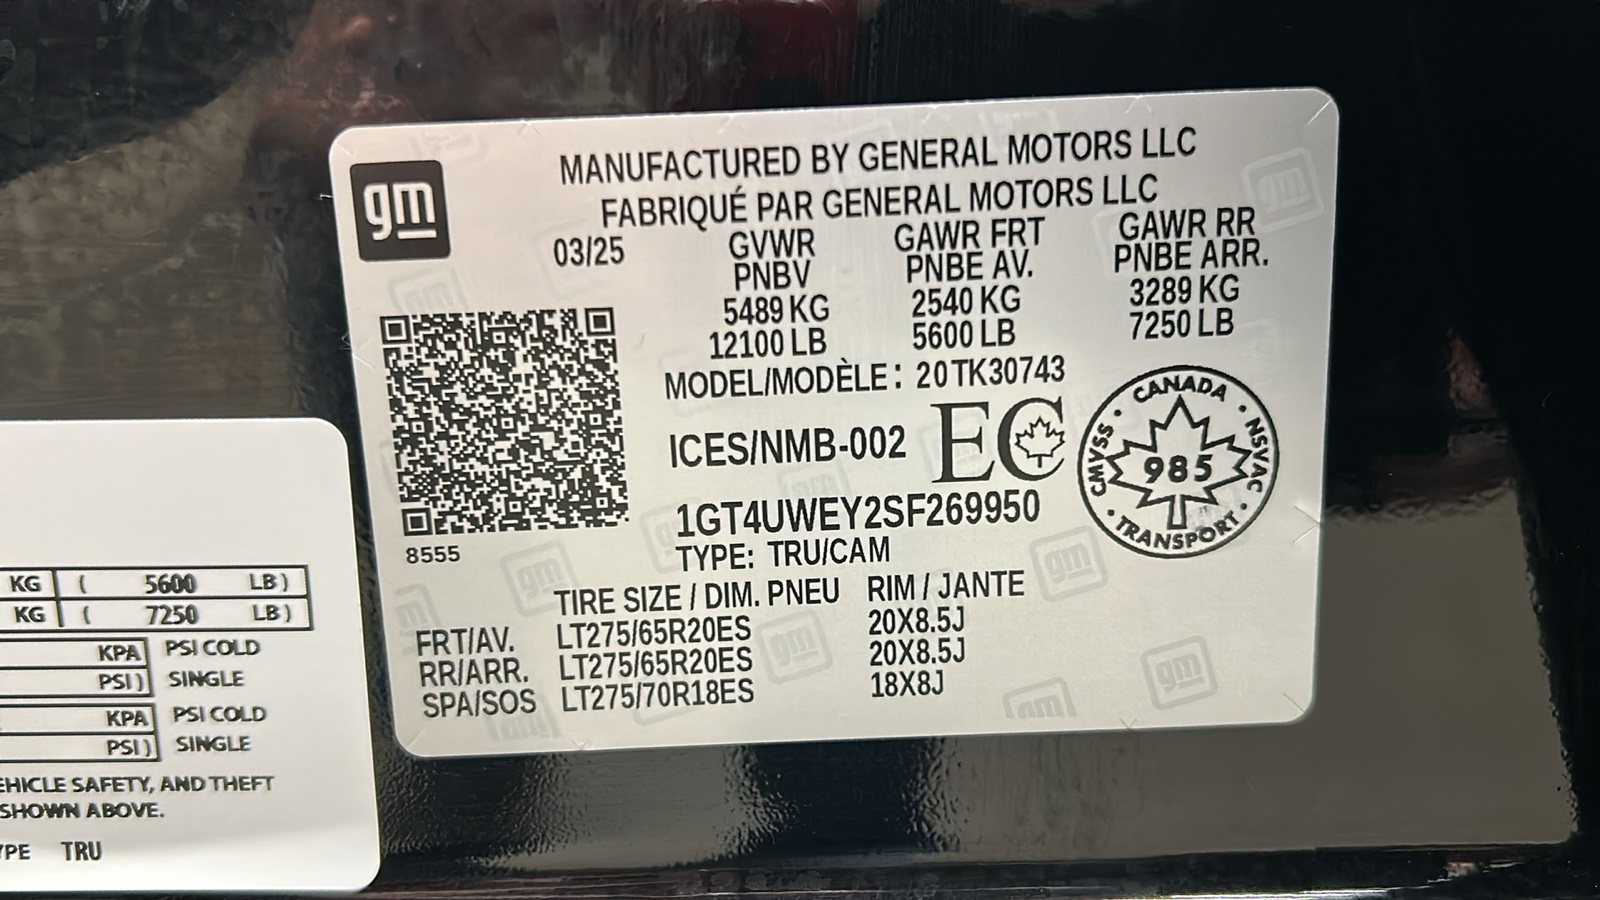 gm
MANUFACTURED BY GENERAL MOTORS LLC
FABRIQUÉ PAR GENERAL MOTORS LLC
03/25 GVWR GAWR FRT GAWR RR
PNBV PNBE AV. PNBE ARR.
5489 KG 2540 KG 3289 KG
12100 LB 5600 LB 7250 LB
MODEL/MODÈLE: 20TK30743
ICES/NMB-002 EC
CANADA · NSVAC · TRANSPORT · CMVSS ·
985
1GT4UWEY2SF269950
8555
TYPE: TRU/CAM
TIRE SIZE / DIM. PNEU RIM / JANTE
FRT/AV. LT275/65R20ES 20X8.5J
RR/ARR. LT275/65R20ES 20X8.5J
SPA/SOS LT275/70R18ES 18X8J
KG ( 5600 LB )
KG ( 7250 LB )
KPA PSI COLD
PSI ) SINGLE
KPA PSI COLD
PSI ) SINGLE
EHICLE SAFETY, AND THEFT
SHOWN ABOVE.
YPE TRU